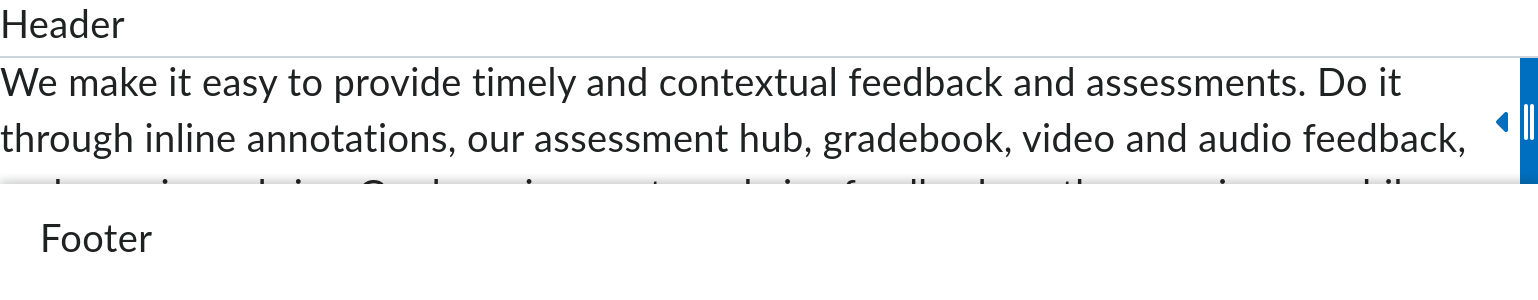 Header
We make it easy to provide timely and contextual feedback and assessments. Do it
through inline annotations, our assessment hub, gradebook, video and audio feedback,
Footer